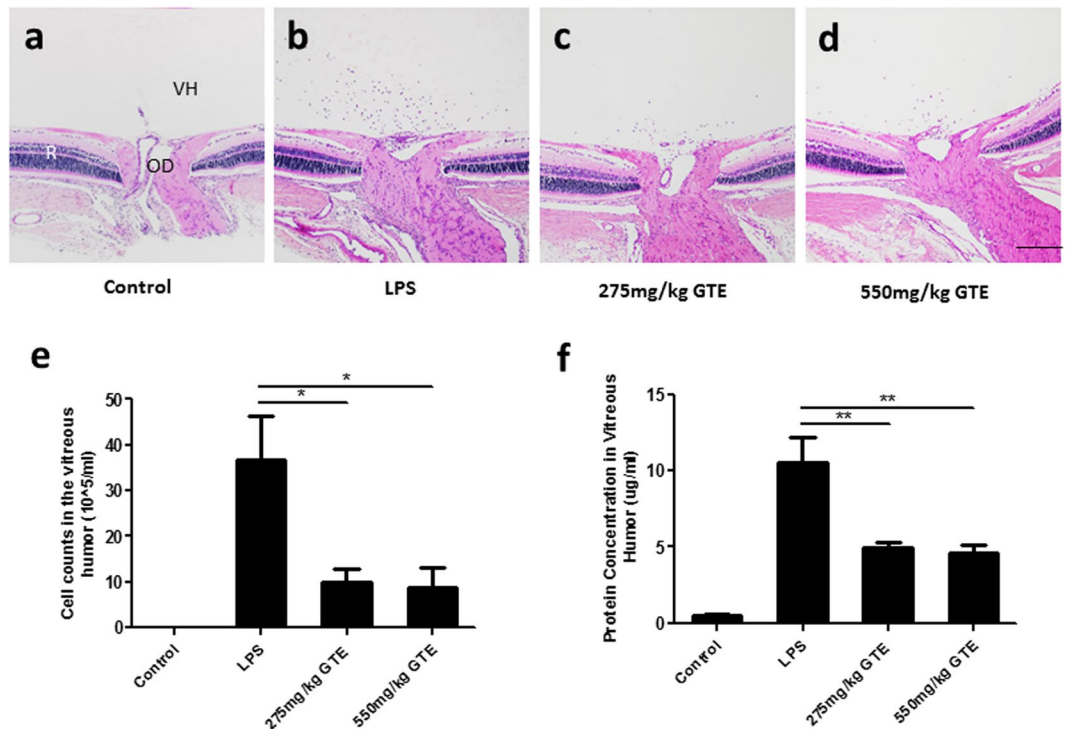 a
b
c
d
VH
R
OD
Control
LPS
275mg/kg GTE
550mg/kg GTE
e
Cell counts in the vitreous
humor (10^5/ml)
50
40
30
20
10
0
*
*
Control
LPS
275mg/kg GTE
550mg/kg GTE
f
Protein Concentration in Vitreous
Humor (ug/ml)
15
10
5
0
**
**
Control
LPS
275mg/kg GTE
550mg/kg GTE